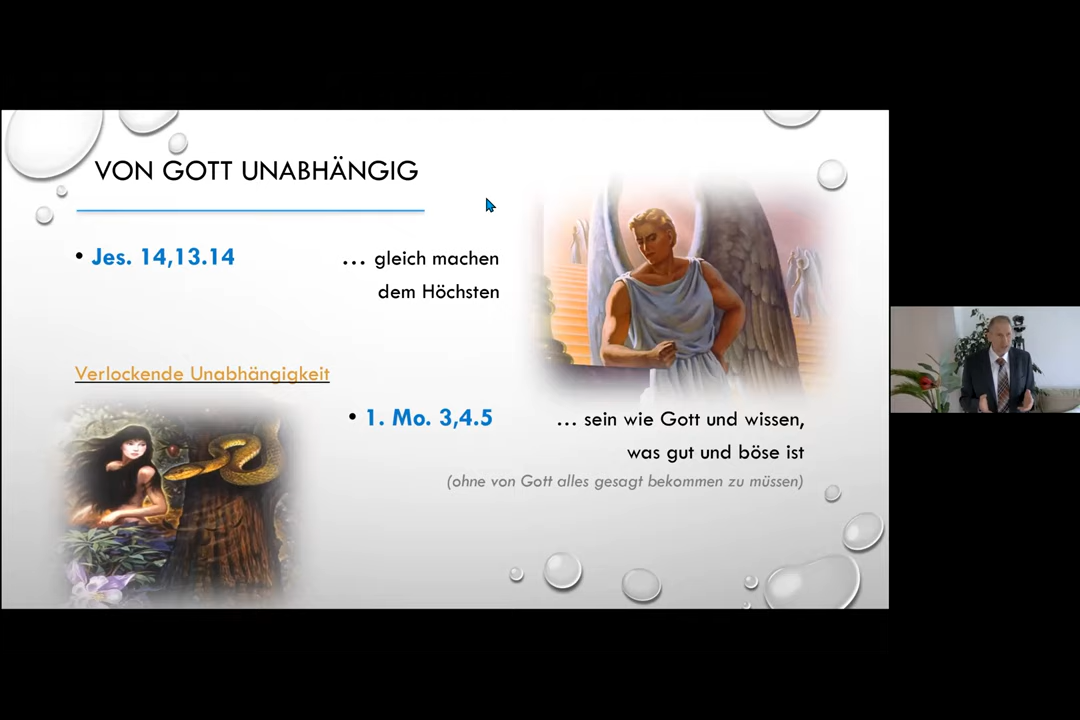 VON GOTT UNABHÄNGIG
• Jes. 14,13.14 … gleich machen
dem Höchsten
Verlockende Unabhängigkeit
• 1. Mo. 3,4.5 … sein wie Gott und wissen,
was gut und böse ist
(ohne von Gott alles gesagt bekommen zu müssen)